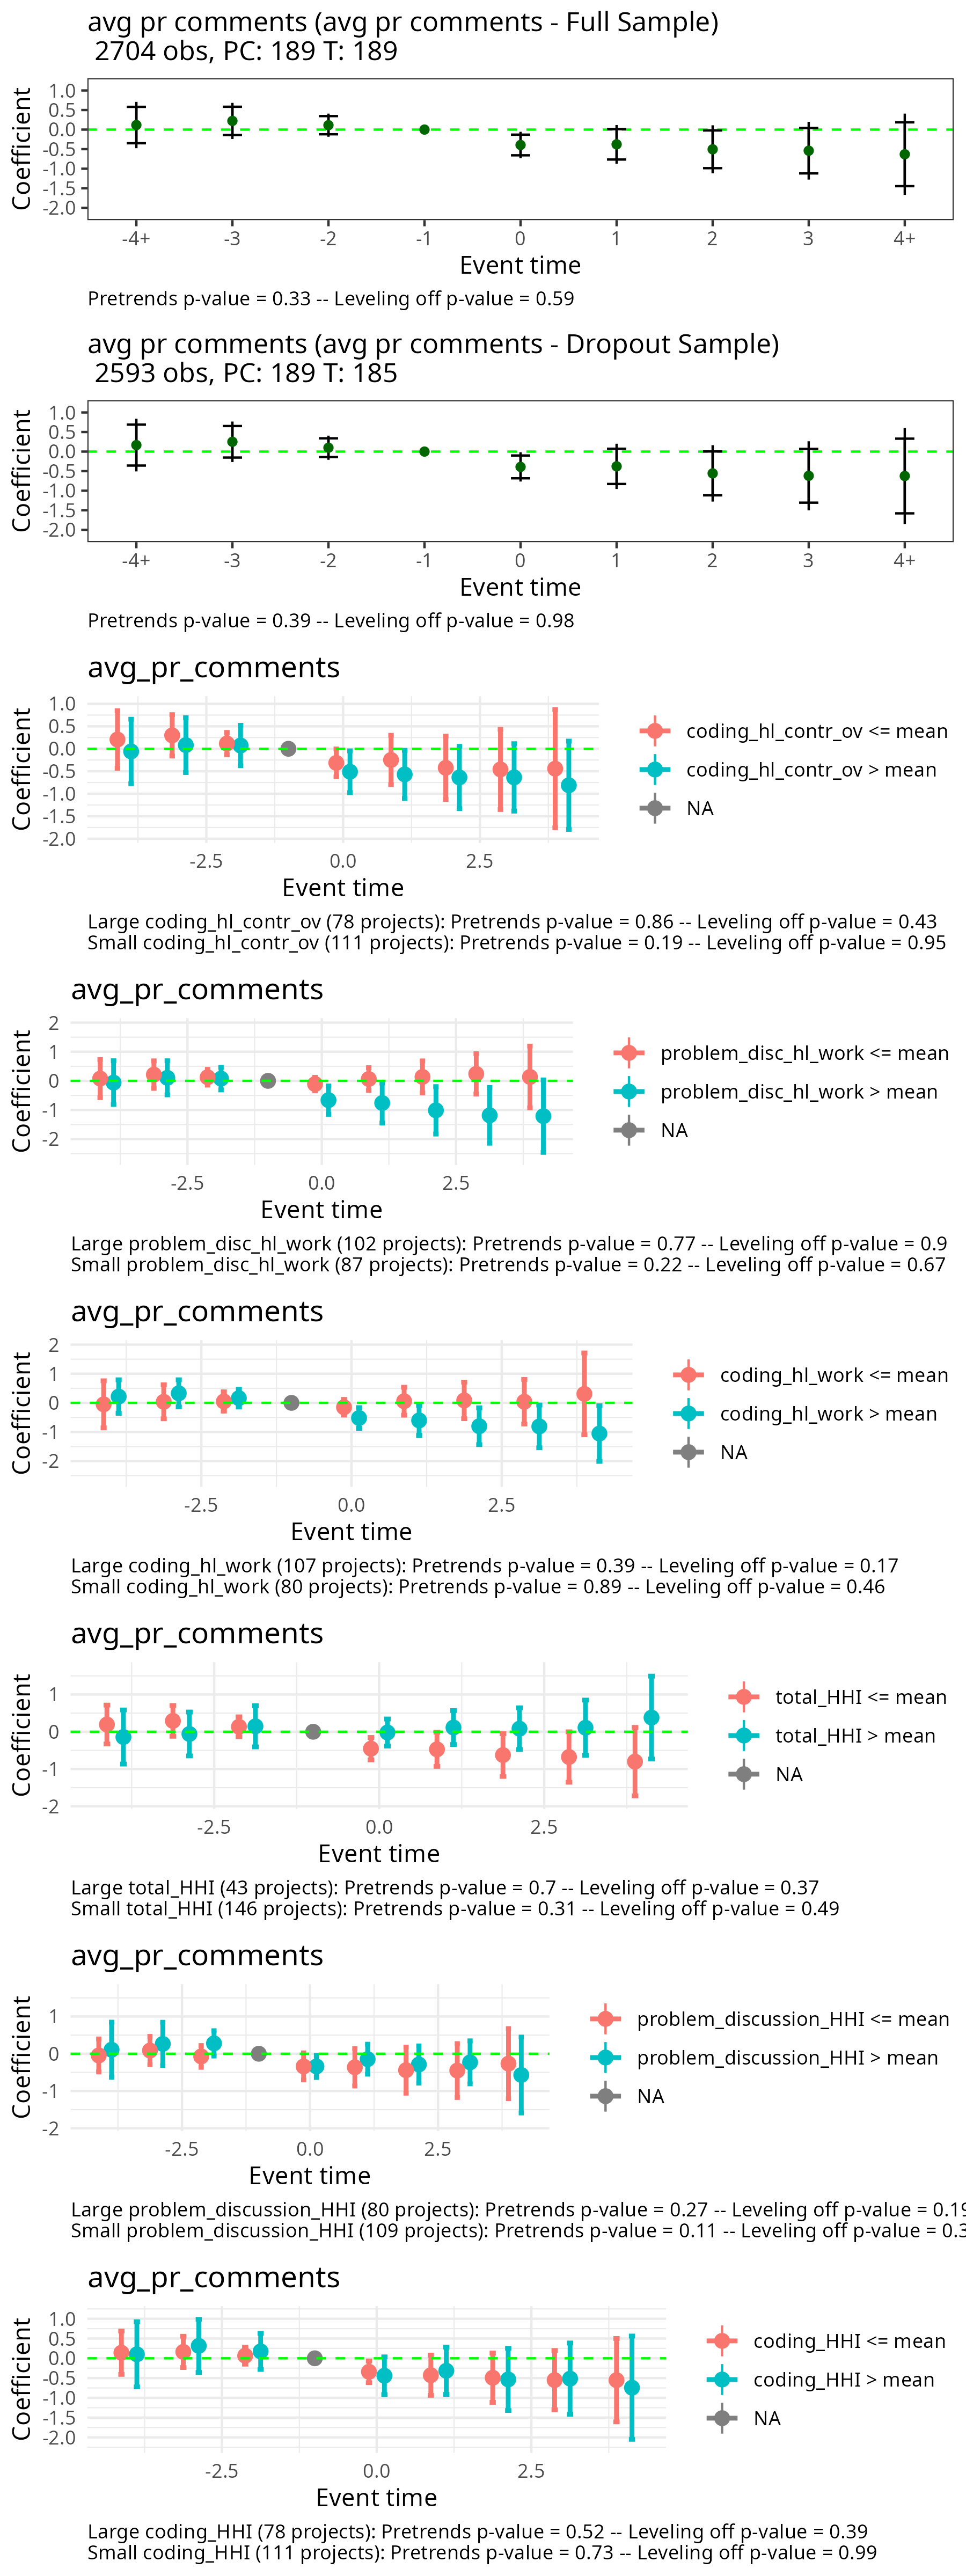 avg pr comments (avg pr comments - Full Sample)
2704 obs, PC: 189 T: 189
Coefficient
1.0
0.5
0.0
-0.5
-1.0
-1.5
-2.0
-4+ -3 -2 -1 0 1 2 3 4+
Event time
Pretrends p-value = 0.33 -- Leveling off p-value = 0.59
avg pr comments (avg pr comments - Dropout Sample)
2593 obs, PC: 189 T: 185
Coefficient
1.0
0.5
0.0
-0.5
-1.0
-1.5
-2.0
-4+ -3 -2 -1 0 1 2 3 4+
Event time
Pretrends p-value = 0.39 -- Leveling off p-value = 0.98
avg_pr_comments
Coefficient
1.0
0.5
0.0
-0.5
-1.0
-1.5
-2.0
-2.5 0.0 2.5
Event time
coding_hl_contr_ov <= mean
coding_hl_contr_ov > mean
NA
Large coding_hl_contr_ov (78 projects): Pretrends p-value = 0.86 -- Leveling off p-value = 0.43
Small coding_hl_contr_ov (111 projects): Pretrends p-value = 0.19 -- Leveling off p-value = 0.95
avg_pr_comments
Coefficient
2
1
0
-1
-2
-2.5 0.0 2.5
Event time
problem_disc_hl_work <= mean
problem_disc_hl_work > mean
NA
Large problem_disc_hl_work (102 projects): Pretrends p-value = 0.77 -- Leveling off p-value = 0.9
Small problem_disc_hl_work (87 projects): Pretrends p-value = 0.22 -- Leveling off p-value = 0.67
avg_pr_comments
Coefficient
2
1
0
-1
-2
-2.5 0.0 2.5
Event time
coding_hl_work <= mean
coding_hl_work > mean
NA
Large coding_hl_work (107 projects): Pretrends p-value = 0.39 -- Leveling off p-value = 0.17
Small coding_hl_work (80 projects): Pretrends p-value = 0.89 -- Leveling off p-value = 0.46
avg_pr_comments
Coefficient
1
0
-1
-2
-2.5 0.0 2.5
Event time
total_HHI <= mean
total_HHI > mean
NA
Large total_HHI (43 projects): Pretrends p-value = 0.7 -- Leveling off p-value = 0.37
Small total_HHI (146 projects): Pretrends p-value = 0.31 -- Leveling off p-value = 0.49
avg_pr_comments
Coefficient
1
0
-1
-2
-2.5 0.0 2.5
Event time
problem_discussion_HHI <= mean
problem_discussion_HHI > mean
NA
Large problem_discussion_HHI (80 projects): Pretrends p-value = 0.27 -- Leveling off p-value =
Small problem_discussion_HHI (109 projects): Pretrends p-value = 0.11 -- Leveling off p-value =
avg_pr_comments
Coefficient
1.0
0.5
0.0
-0.5
-1.0
-1.5
-2.0
-2.5 0.0 2.5
Event time
coding_HHI <= mean
coding_HHI > mean
NA
Large coding_HHI (78 projects): Pretrends p-value = 0.52 -- Leveling off p-value = 0.39
Small coding_HHI (111 projects): Pretrends p-value = 0.73 -- Leveling off p-value = 0.99